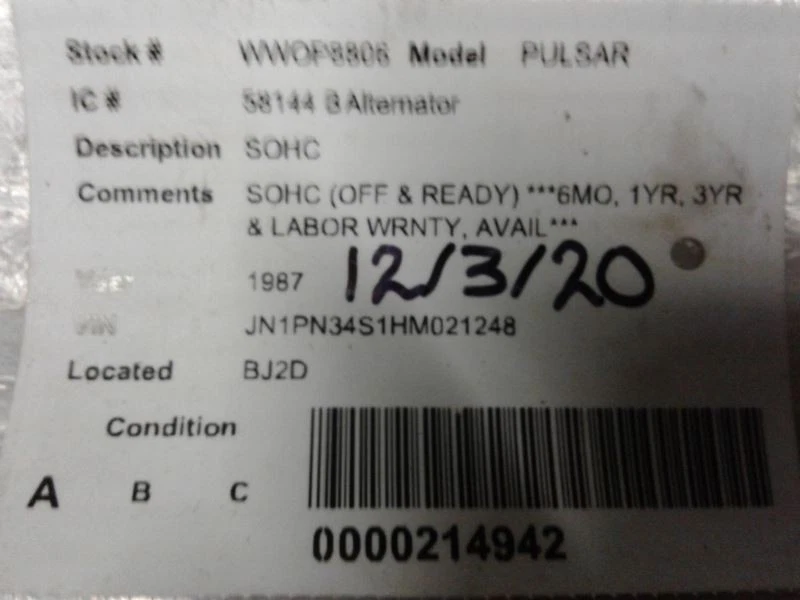 Stock # WWOP8806 Model PULSAR
IC # 58144 B Alternator
Description SOHC
Comments SOHC (OFF & READY) ***6MO, 1YR, 3YR
& LABOR WRNTY, AVAIL***
1987 12/3/20
VIN JN1PN34S1HM021248
Located BJ2D
Condition
A B C
0000214942